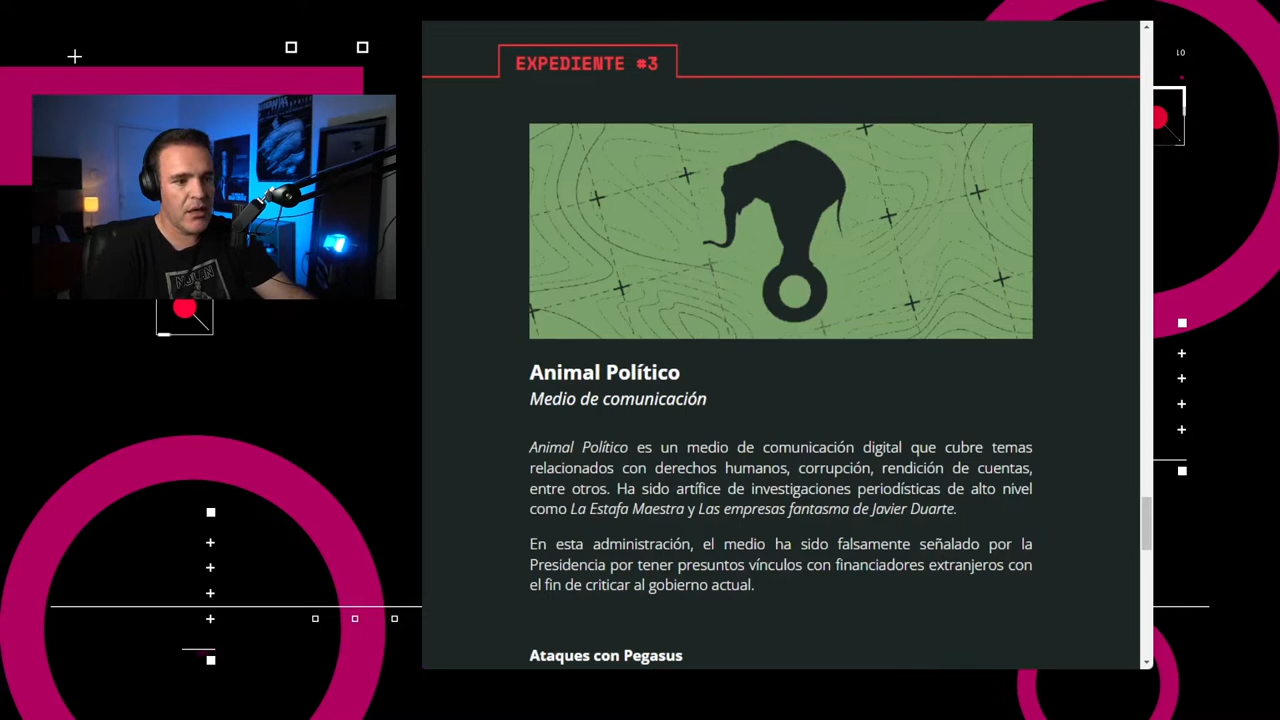 EXPEDIENTE #3
10
NOLAN
Animal Político
Medio de comunicación
Animal Político es un medio de comunicación digital que cubre temas
relacionados con derechos humanos, corrupción, rendición de cuentas,
entre otros. Ha sido artífice de investigaciones periodísticas de alto nivel
como La Estafa Maestra y Las empresas fantasma de Javier Duarte.
En esta administración, el medio ha sido falsamente señalado por la
Presidencia por tener presuntos vínculos con financiadores extranjeros con
el fin de criticar al gobierno actual.
Ataques con Pegasus